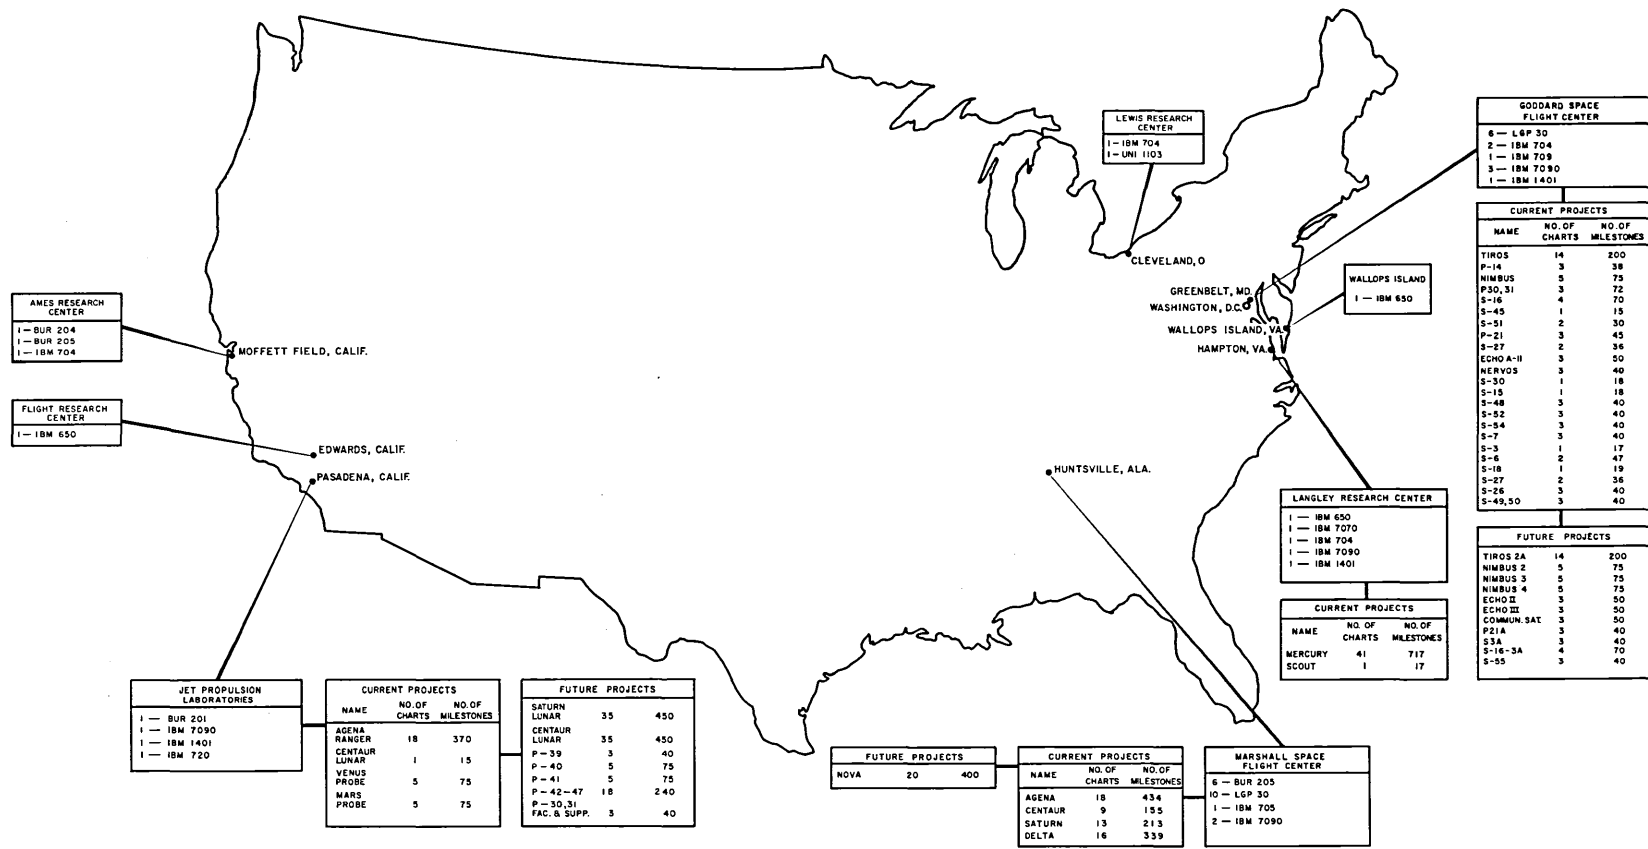 LEWIS RESEARCH
CENTER
1-IBM 704
1-UNI 1103
CLEVELAND, O
GODDARD SPACE
FLIGHT CENTER
6 — LGP 30
2 — IBM 704
1 — IBM 709
3 — IBM 7090
1 — IBM 1401
CURRENT PROJECTS
NAME NO. OF CHARTS NO. OF MILESTONES
TIROS 14 200
P-14 3 38
NIMBUS 5 75
P30,31 3 72
S-16 4 70
S-45 1 15
S-51 2 30
P-21 3 45
S-27 2 36
ECHO A-II 3 50
NERVOS 3 40
S-30 1 18
S-15 1 18
S-48 3 40
S-52 3 40
S-54 3 40
S-7 3 40
S-3 1 17
S-6 2 47
S-18 1 19
S-27 2 36
S-26 3 40
S-49,50 3 40
FUTURE PROJECTS
TIROS 2A 14 200
NIMBUS 2 5 75
NIMBUS 3 5 75
NIMBUS 4 5 75
ECHO II 3 50
ECHO III 3 50
COMMUN. SAT. 3 50
P21A 3 40
S3A 3 40
S-16-3A 4 70
S-55 3 40
WALLOPS ISLAND
1 — IBM 650
GREENBELT, MD.
WASHINGTON, D.C.
WALLOPS ISLAND, VA.
HAMPTON, VA.
AMES RESEARCH
CENTER
1 — BUR 204
1 — BUR 205
1 — IBM 704
MOFFETT FIELD, CALIF.
FLIGHT RESEARCH
CENTER
1 — IBM 650
EDWARDS, CALIF.
PASADENA, CALIF.
HUNTSVILLE, ALA.
LANGLEY RESEARCH CENTER
1 — IBM 650
1 — IBM 7070
1 — IBM 704
1 — IBM 7090
1 — IBM 1401
CURRENT PROJECTS
NAME NO. OF CHARTS NO. OF MILESTONES
MERCURY 41 717
SCOUT 1 17
JET PROPULSION
LABORATORIES
1 — BUR 201
1 — IBM 7090
1 — IBM 1401
1 — IBM 720
CURRENT PROJECTS
NAME NO. OF CHARTS NO. OF MILESTONES
AGENA
RANGER 18 370
CENTAUR
LUNAR 1 15
VENUS
PROBE 5 75
MARS
PROBE 5 75
FUTURE PROJECTS
SATURN
LUNAR 35 450
CENTAUR
LUNAR 35 450
P-39 3 40
P-40 5 75
P-41 5 75
P-42-47 18 240
P-30,31
FAC. & SUPP. 3 40
FUTURE PROJECTS
NOVA 20 400
CURRENT PROJECTS
NAME NO. OF CHARTS NO. OF MILESTONES
AGENA 18 434
CENTAUR 9 155
SATURN 13 213
DELTA 16 339
MARSHALL SPACE
FLIGHT CENTER
6 — BUR 205
10 — LGP 30
1 — IBM 705
2 — IBM 7090